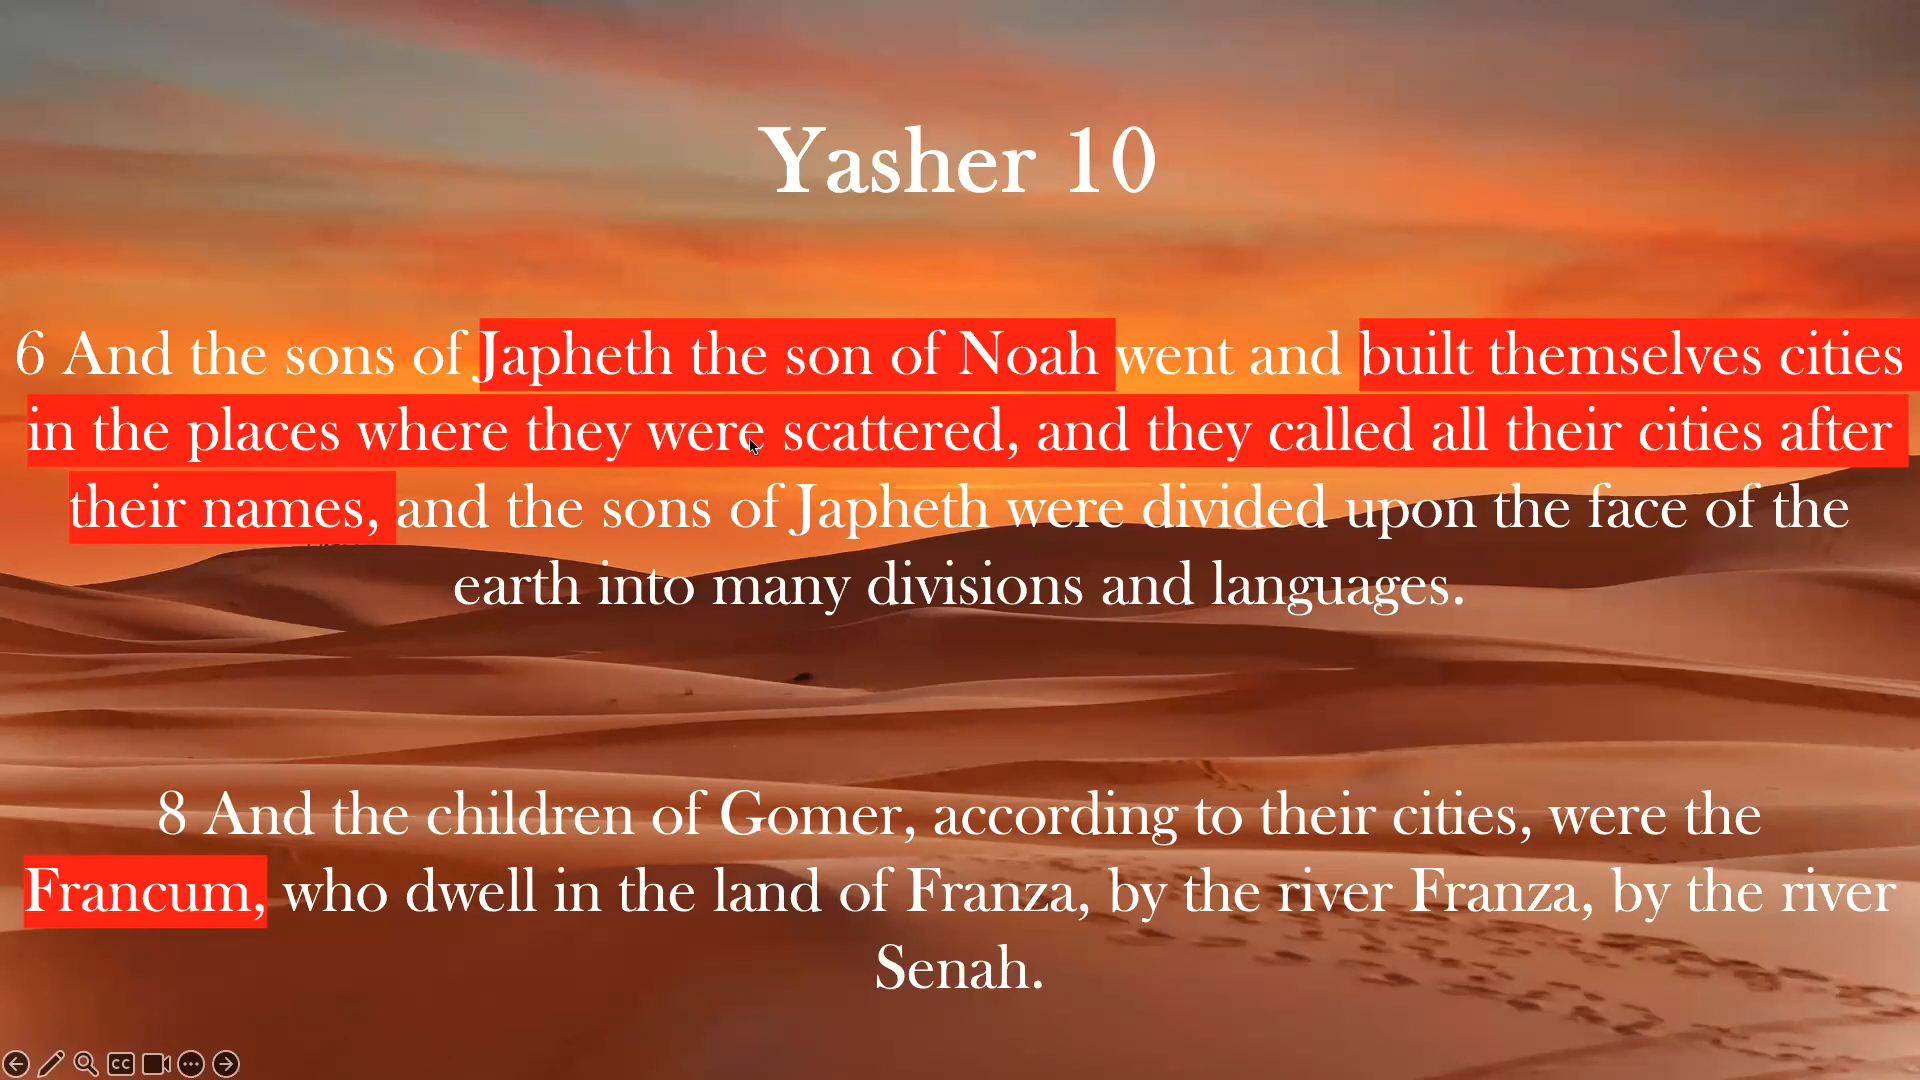 Yasher 10
6 And the sons of Japheth the son of Noah went and built themselves cities
in the places where they were scattered, and they called all their cities after
their names, and the sons of Japheth were divided upon the face of the
earth into many divisions and languages.
8 And the children of Gomer, according to their cities, were the
Francum, who dwell in the land of Franza, by the river Franza, by the river
Senah.
CC